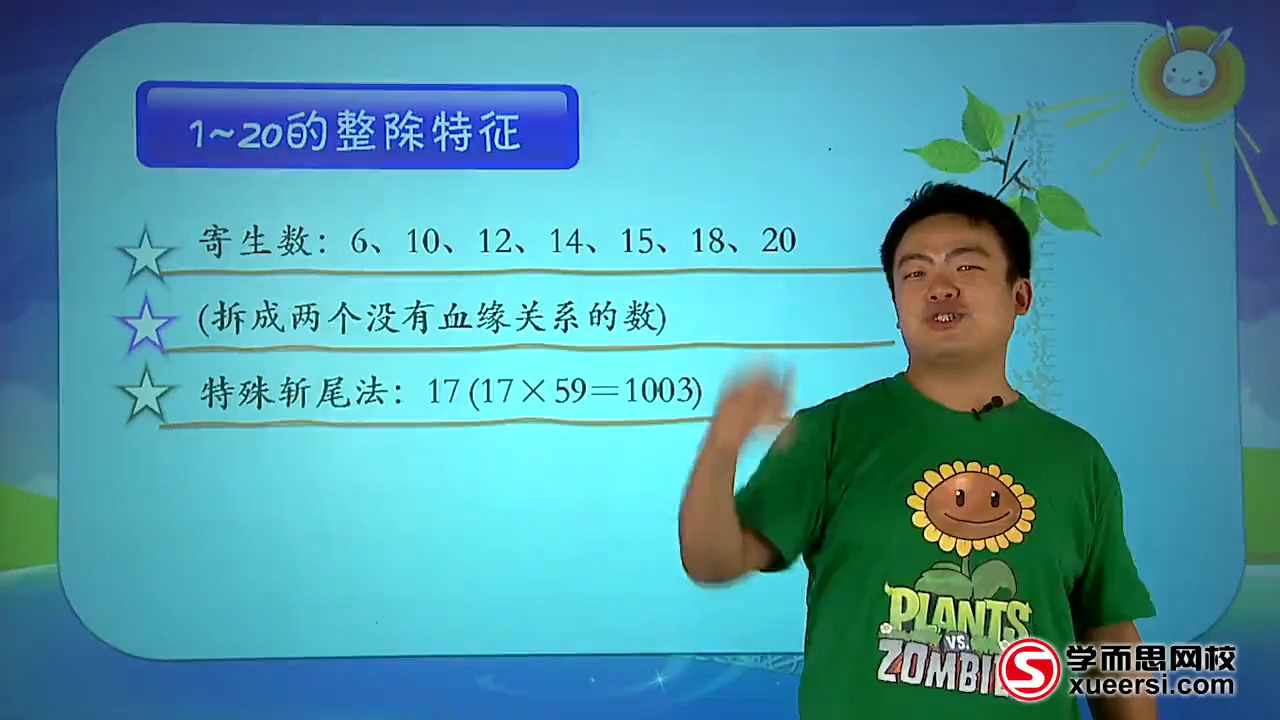 1~20的整除特征
寄生数：6、10、12、14、15、18、20
(拆成两个没有血缘关系的数)
特殊斩尾法：17 (17×59=1003)
PLANTS
VS.
ZOMBIE
S 学而思网校
xueersi.com